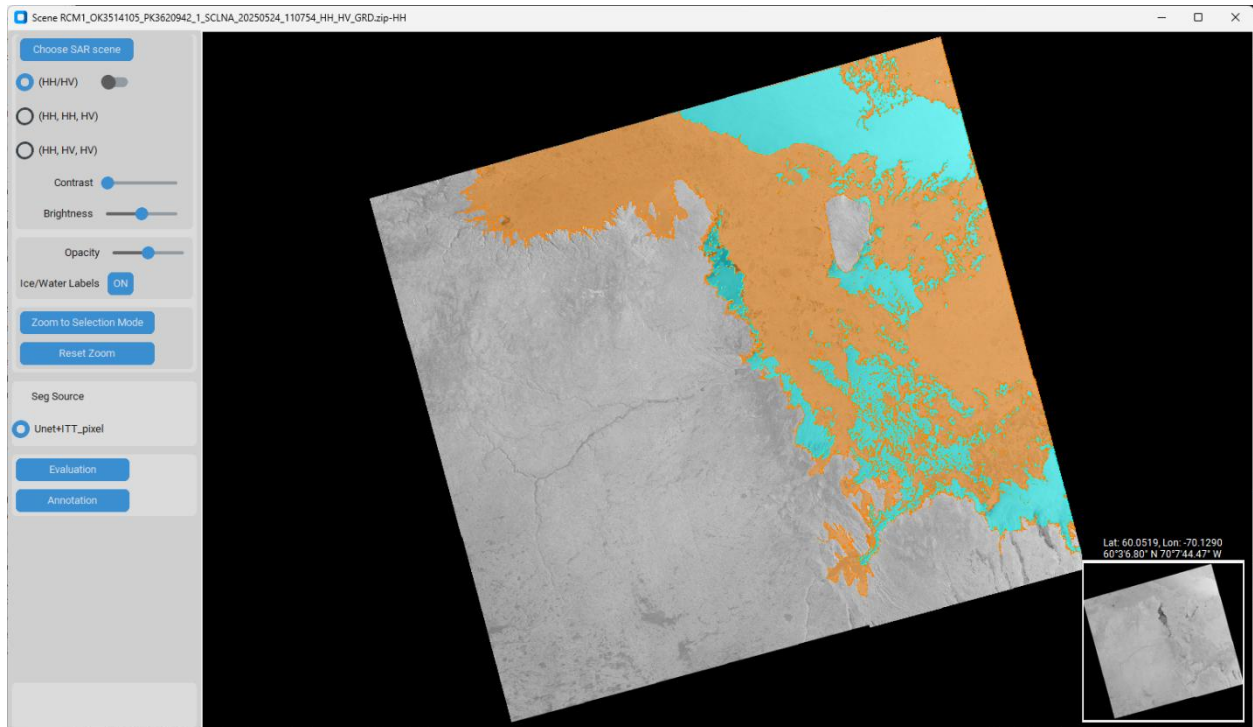 Scene RCM1_OK3514105_PK3620942_1_SCLNA_20250524_110754_HH_HV_GRD.zip-HH
Choose SAR scene
(HH/HV)
(HH, HH, HV)
(HH, HV, HV)
Contrast
Brightness
Opacity
Ice/Water Labels ON
Zoom to Selection Mode
Reset Zoom
Seg Source
Unet+ITT_pixel
Evaluation
Annotation
Lat: 60.0519, Lon: -70.1290
60°3'6.80" N 70°7'44.47" W